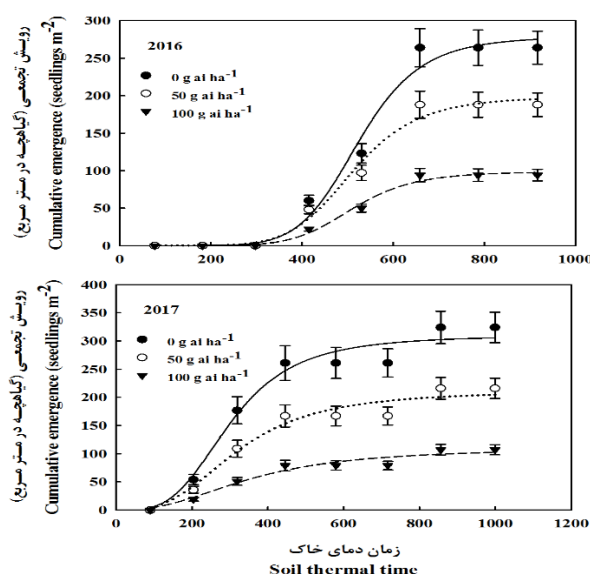 رویش تجمعی (گیاهچه در متر مربع)
Cumulative emergence (seedlings m⁻²)
300
250
200
150
100
50
0
2016
0 g ai ha⁻¹
50 g ai ha⁻¹
100 g ai ha⁻¹
0 200 400 600 800 1000
رویش تجمعی (گیاهچه در متر مربع)
Cumulative emergence (seedlings m⁻²)
400
350
300
250
200
150
100
50
0
2017
0 g ai ha⁻¹
50 g ai ha⁻¹
100 g ai ha⁻¹
0 200 400 600 800 1000 1200
زمان دمای خاک
Soil thermal time